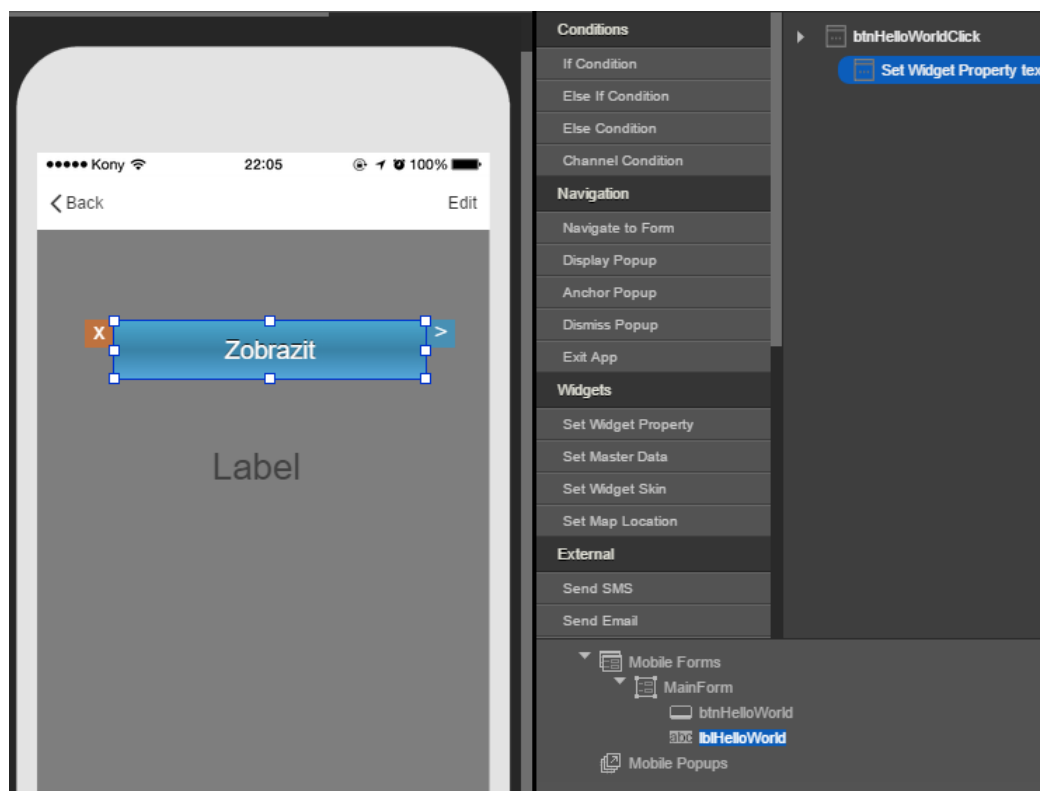 Kony 22:05 100%
Back Edit
X Zobrazit >
Label
Conditions
If Condition
Else If Condition
Else Condition
Channel Condition
Navigation
Navigate to Form
Display Popup
Anchor Popup
Dismiss Popup
Exit App
Widgets
Set Widget Property
Set Master Data
Set Widget Skin
Set Map Location
External
Send SMS
Send Email
btnHelloWorldClick
Set Widget Property tex
Mobile Forms
MainForm
btnHelloWorld
abc lblHelloWorld
Mobile Popups